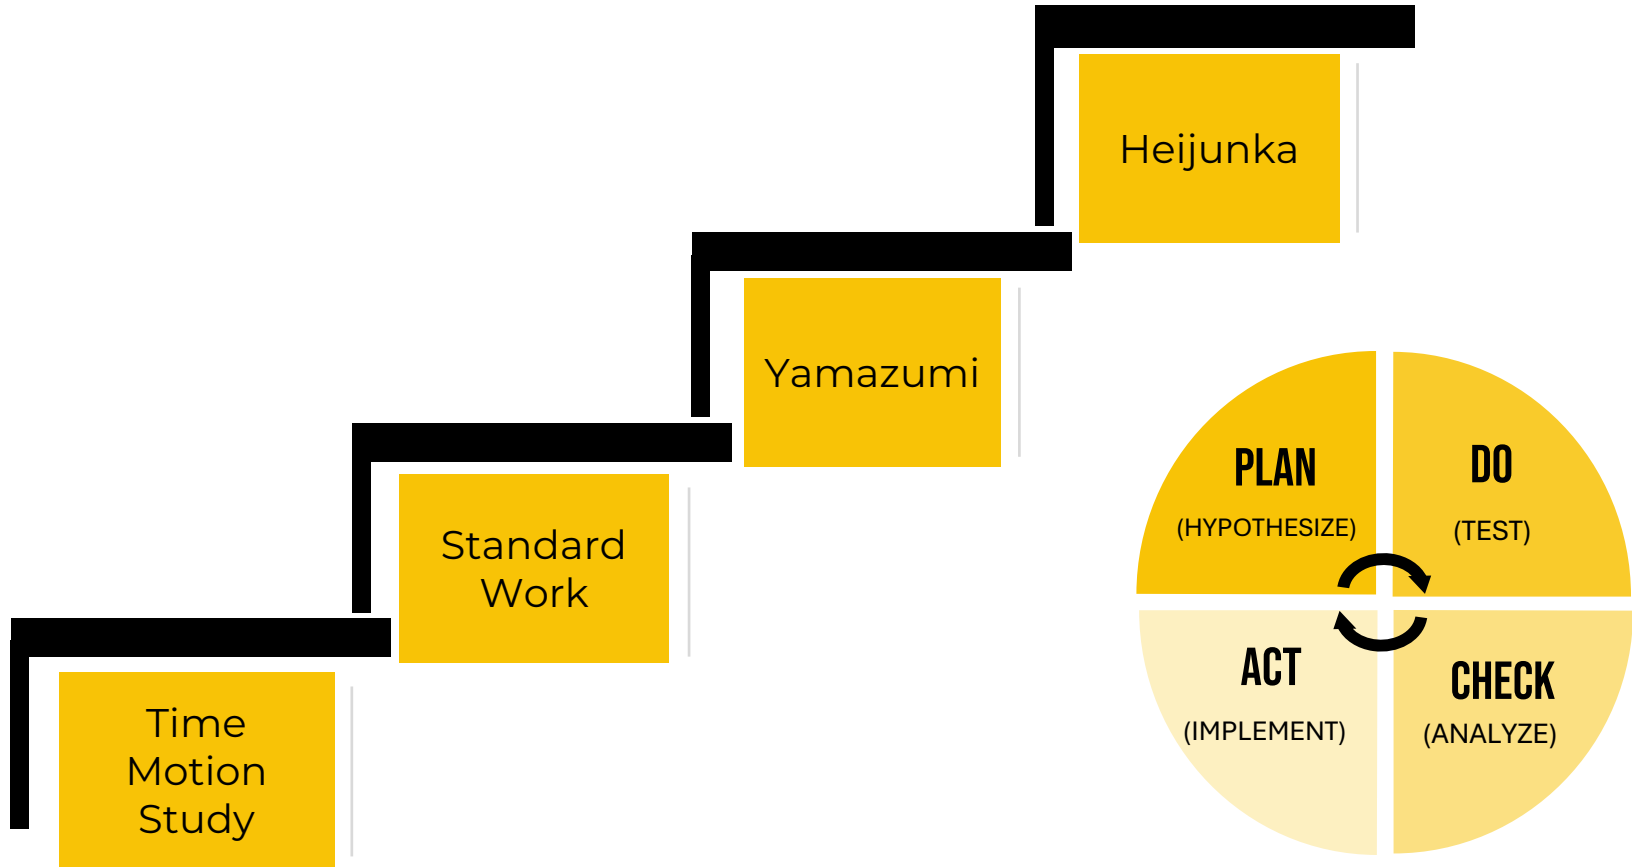 Heijunka
Yamazumi
Standard
Work
Time
Motion
Study
PLAN
(HYPOTHESIZE)
DO
(TEST)
ACT
(IMPLEMENT)
CHECK
(ANALYZE)